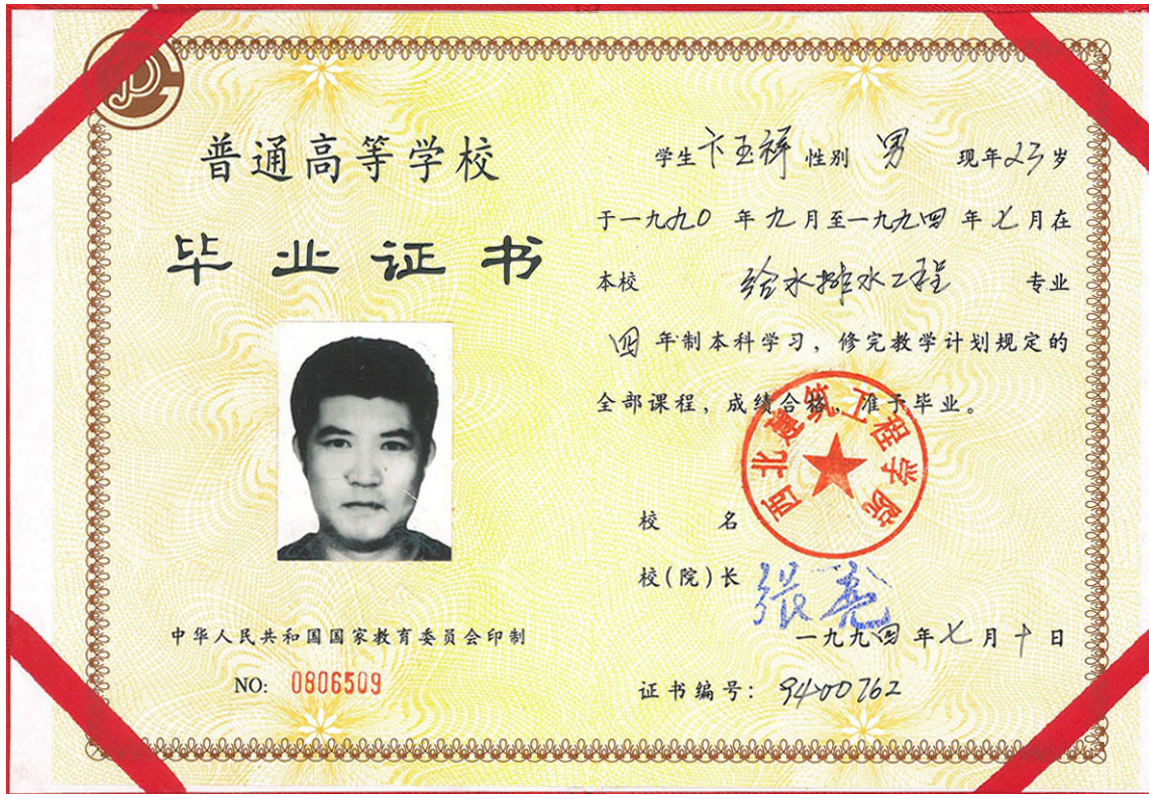 普通高等学校
毕业证书
中华人民共和国国家教育委员会印制
NO: 0806509
学生卞玉祥 性别 男 现年23岁
于一九九0 年九月至一九九四年七月在
本校 给水排水工程 专业
四年制本科学习，修完教学计划规定的
全部课程，成绩合格，准予毕业。
西北建筑工程学院
校 名
校(院)长
一九九四年七月十日
证书编号：9400762